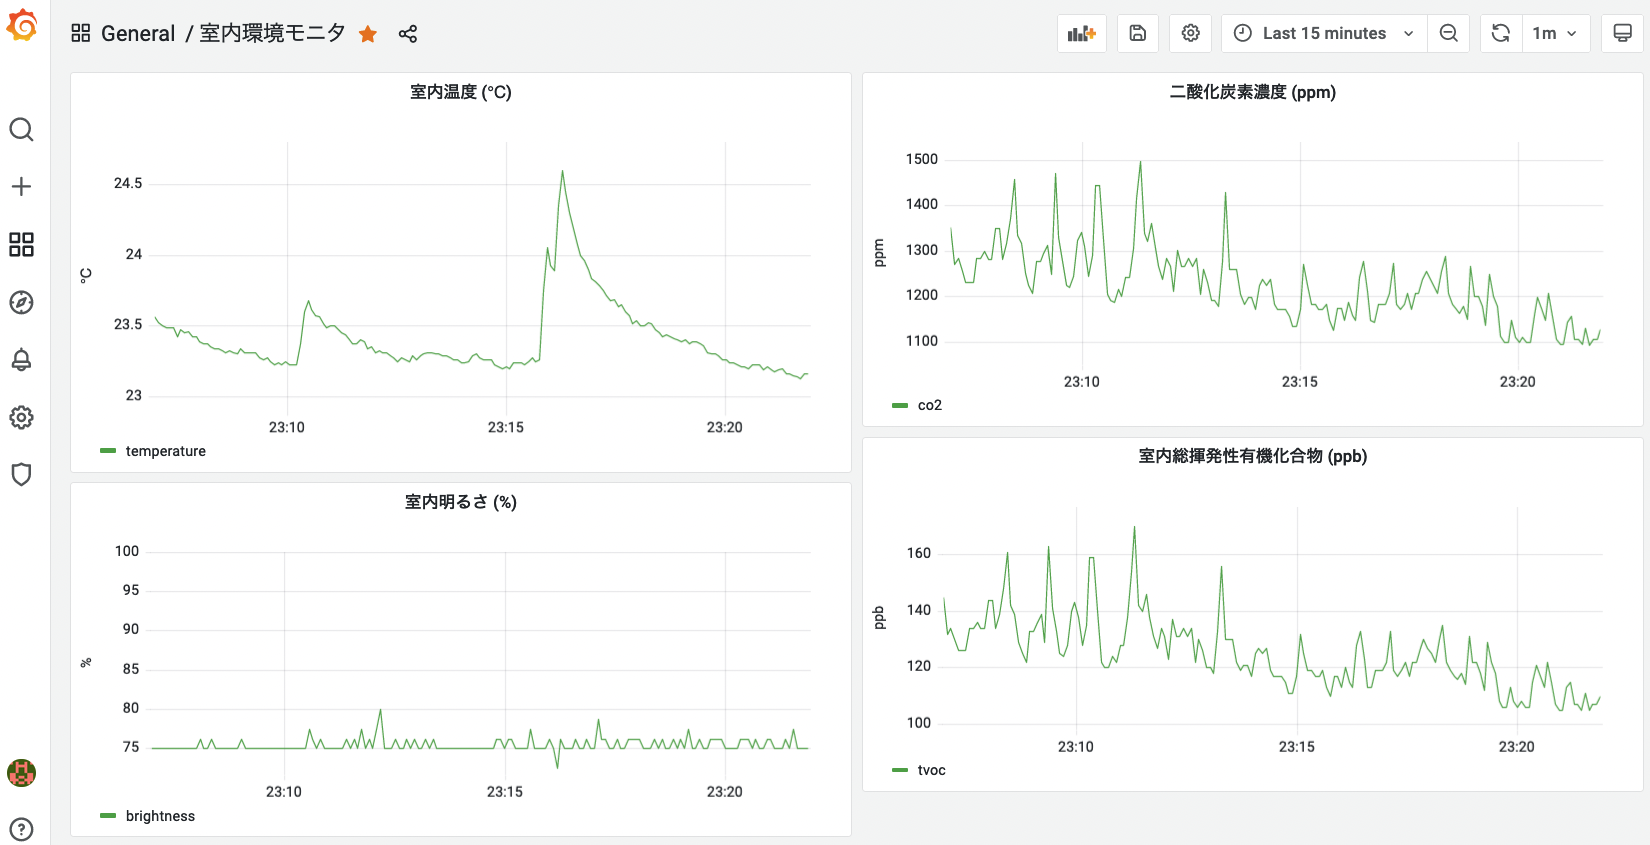 General / 室内環境モニタ
Last 15 minutes
1m
室内温度 (°C)
°C
24.5
24
23.5
23
23:10 23:15 23:20
temperature
二酸化炭素濃度 (ppm)
ppm
1500
1400
1300
1200
1100
23:10 23:15 23:20
co2
室内明るさ (%)
%
100
95
90
85
80
75
23:10 23:15 23:20
brightness
室内総揮発性有機化合物 (ppb)
ppb
160
140
120
100
23:10 23:15 23:20
tvoc